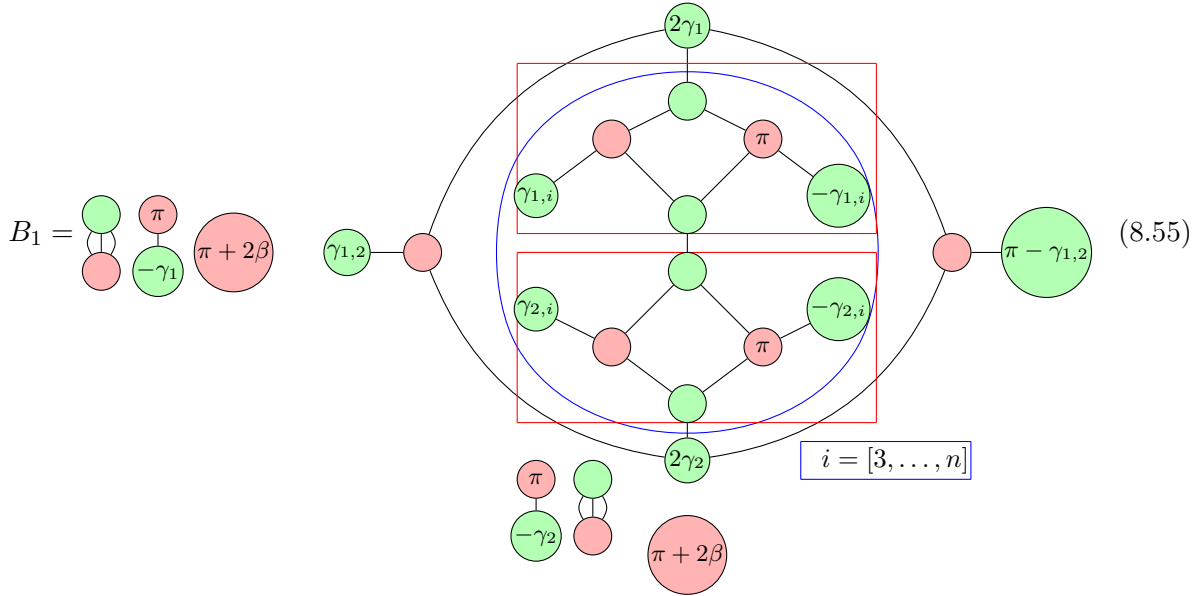 2γ₁
π
γ₁,ᵢ
−γ₁,ᵢ
B₁ =
π
−γ₁
π + 2β
γ₁,₂
π − γ₁,₂
(8.55)
γ₂,ᵢ
−γ₂,ᵢ
π
2γ₂
i = [3, . . . , n]
π
−γ₂
π + 2β